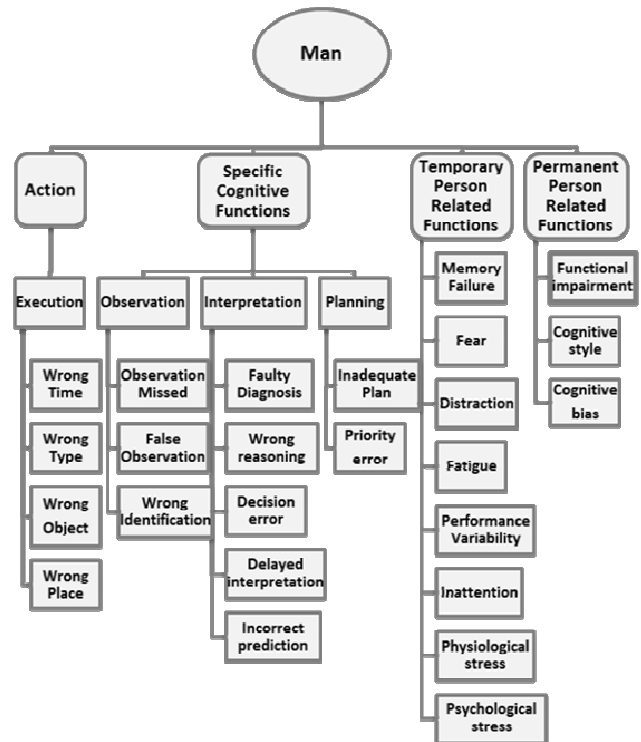 Man
Action
Specific
Cognitive
Functions
Temporary
Person
Related
Functions
Permanent
Person
Related
Functions
Execution
Wrong
Time
Wrong
Type
Wrong
Object
Wrong
Place
Observation
Observation
Missed
False
Observation
Wrong
Identification
Interpretation
Faulty
Diagnosis
Wrong
reasoning
Decision
error
Delayed
interpretation
Incorrect
prediction
Planning
Inadequate
Plan
Priority
error
Memory
Failure
Fear
Distraction
Fatigue
Performance
Variability
Inattention
Physiological
stress
Psychological
stress
Functional
impairment
Cognitive
style
Cognitive
bias